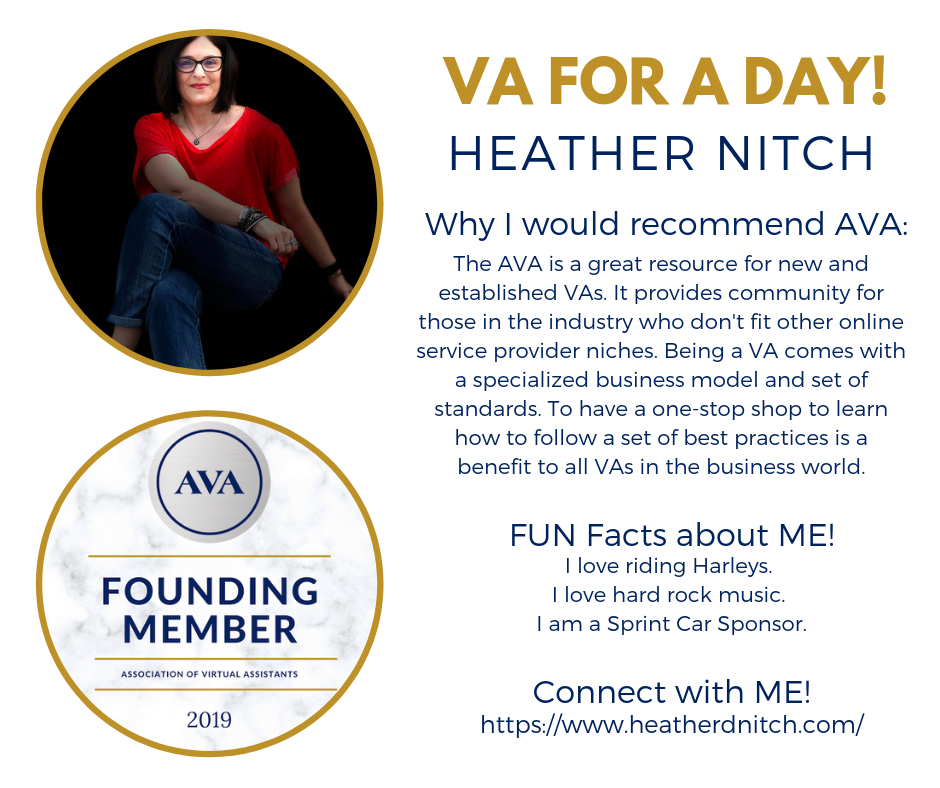 VA FOR A DAY!
HEATHER NITCH
Why I would recommend AVA:
The AVA is a great resource for new and
established VAs. It provides community for
those in the industry who don't fit other online
service provider niches. Being a VA comes with
a specialized business model and set of
standards. To have a one-stop shop to learn
how to follow a set of best practices is a
benefit to all VAs in the business world.
FUN Facts about ME!
I love riding Harleys.
I love hard rock music.
I am a Sprint Car Sponsor.
Connect with ME!
https://www.heatherdnitch.com/
AVA
FOUNDING
MEMBER
ASSOCIATION OF VIRTUAL ASSISTANTS
2019